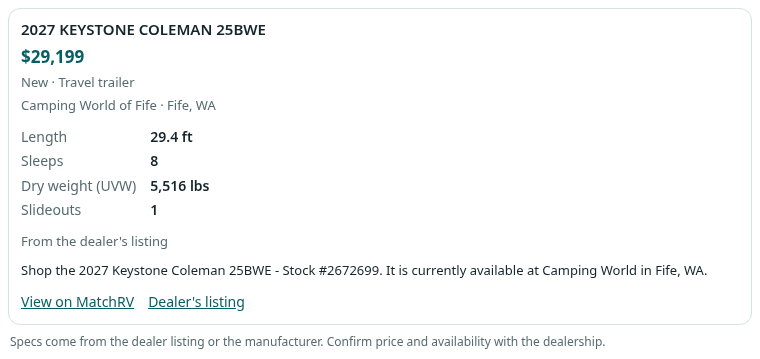 2027 KEYSTONE COLEMAN 25BWE
$29,199
New · Travel trailer
Camping World of Fife · Fife, WA
Length 29.4 ft
Sleeps 8
Dry weight (UVW) 5,516 lbs
Slideouts 1
From the dealer's listing
Shop the 2027 Keystone Coleman 25BWE - Stock #2672699. It is currently available at Camping World in Fife, WA.
View on MatchRV Dealer's listing
Specs come from the dealer listing or the manufacturer. Confirm price and availability with the dealership.